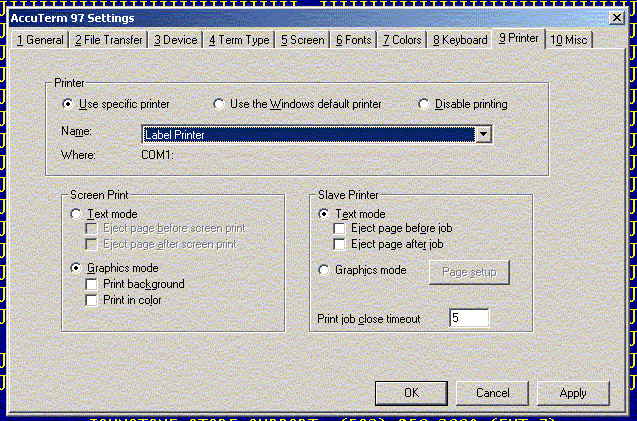 AccuTerm 97 Settings
1 General 2 File Transfer 3 Device 4 Term Type 5 Screen 6 Fonts 7 Colors 8 Keyboard 9 Printer 10 Misc
Printer
Use specific printer Use the Windows default printer Disable printing
Name: Label Printer
Where: COM1:
Screen Print
Text mode
Eject page before screen print
Eject page after screen print
Graphics mode
Print background
Print in color
Slave Printer
Text mode
Eject page before job
Eject page after job
Graphics mode Page setup
Print job close timeout 5
OK Cancel Apply